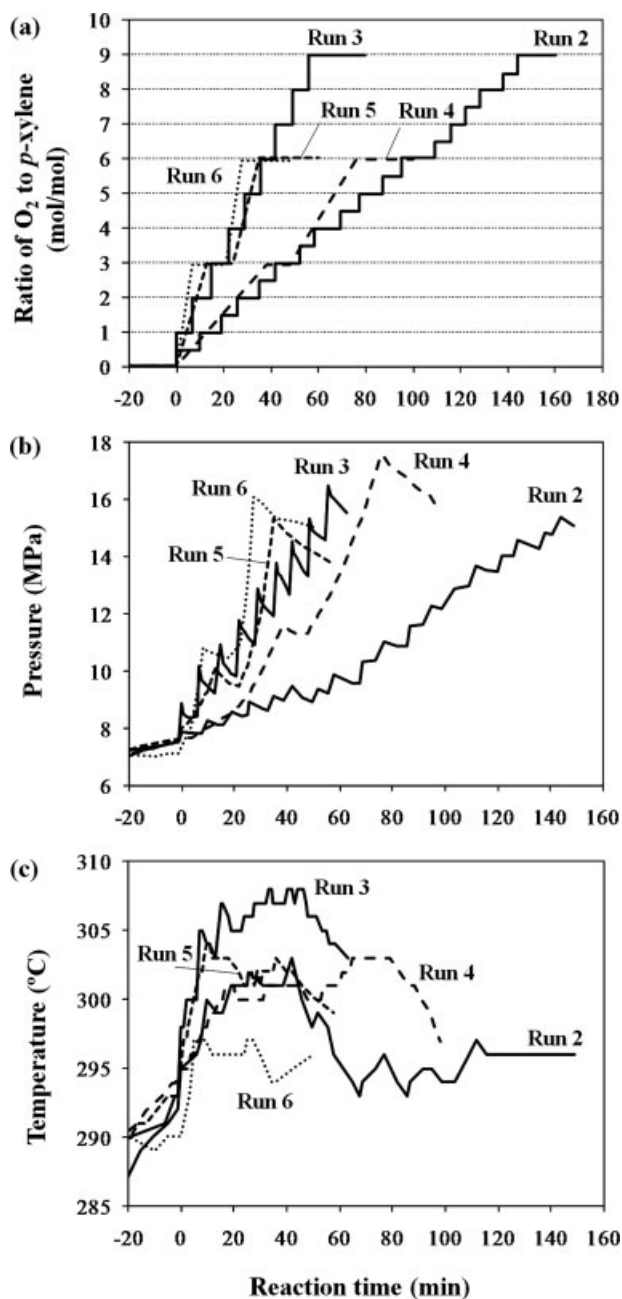 (a)
Ratio of O₂ to p-xylene
(mol/mol)
10
9
8
7
6
5
4
3
2
1
0
Run 3
Run 2
Run 5
Run 4
Run 6
-20 0 20 40 60 80 100 120 140 160 180
(b)
Pressure (MPa)
18
16
14
12
10
8
6
Run 3
Run 4
Run 6
Run 2
Run 5
-20 0 20 40 60 80 100 120 140 160
(c)
Temperature (ºC)
310
305
300
295
290
285
Run 3
Run 5
Run 4
Run 2
Run 6
-20 0 20 40 60 80 100 120 140 160
Reaction time (min)